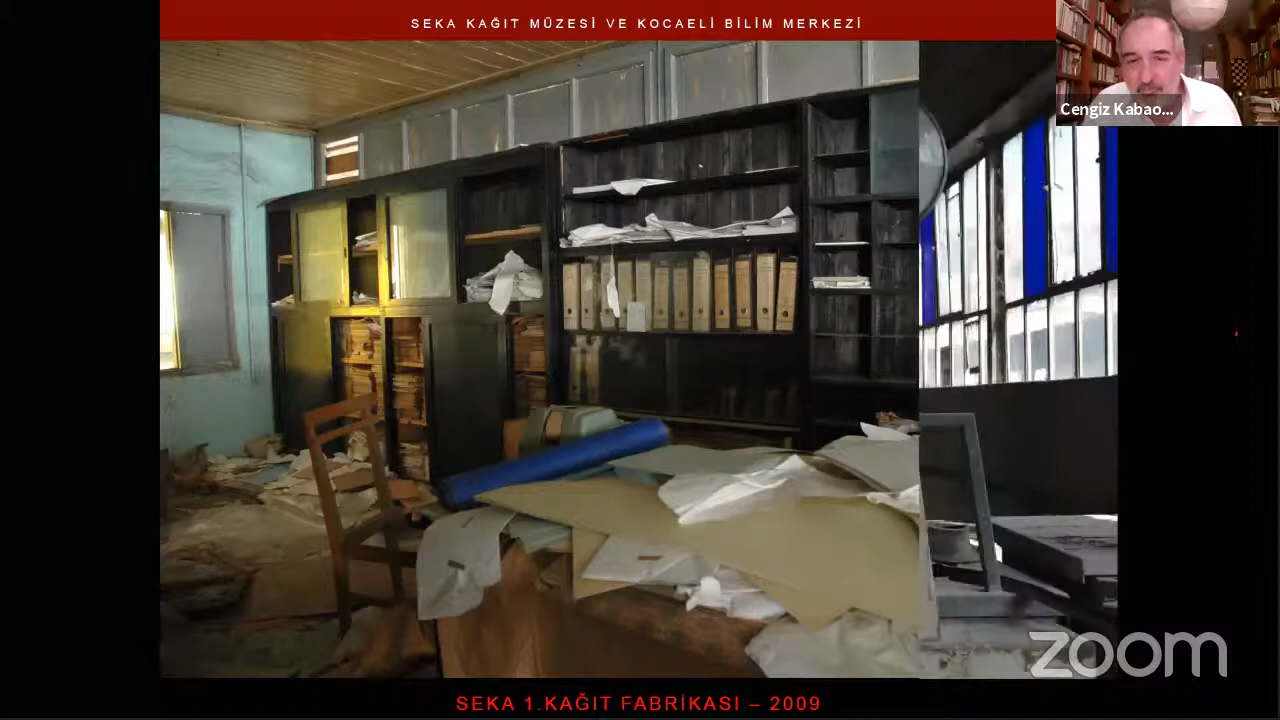 SEKA KAĞIT MÜZESİ VE KOCAELİ BİLİM MERKEZİ
Cengiz Kabao...
zoom
SEKA 1.KAĞIT FABRİKASI – 2009